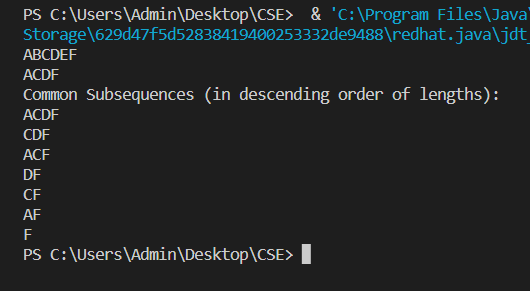 PS C:\Users\Admin\Desktop\CSE>  & 'C:\Program Files\Java\
Storage\629d47f5d52838419400253332de9488\redhat.java\jdt_
ABCDEF
ACDF
Common Subsequences (in descending order of lengths):
ACDF
CDF
ACF
DF
CF
AF
F
PS C:\Users\Admin\Desktop\CSE>